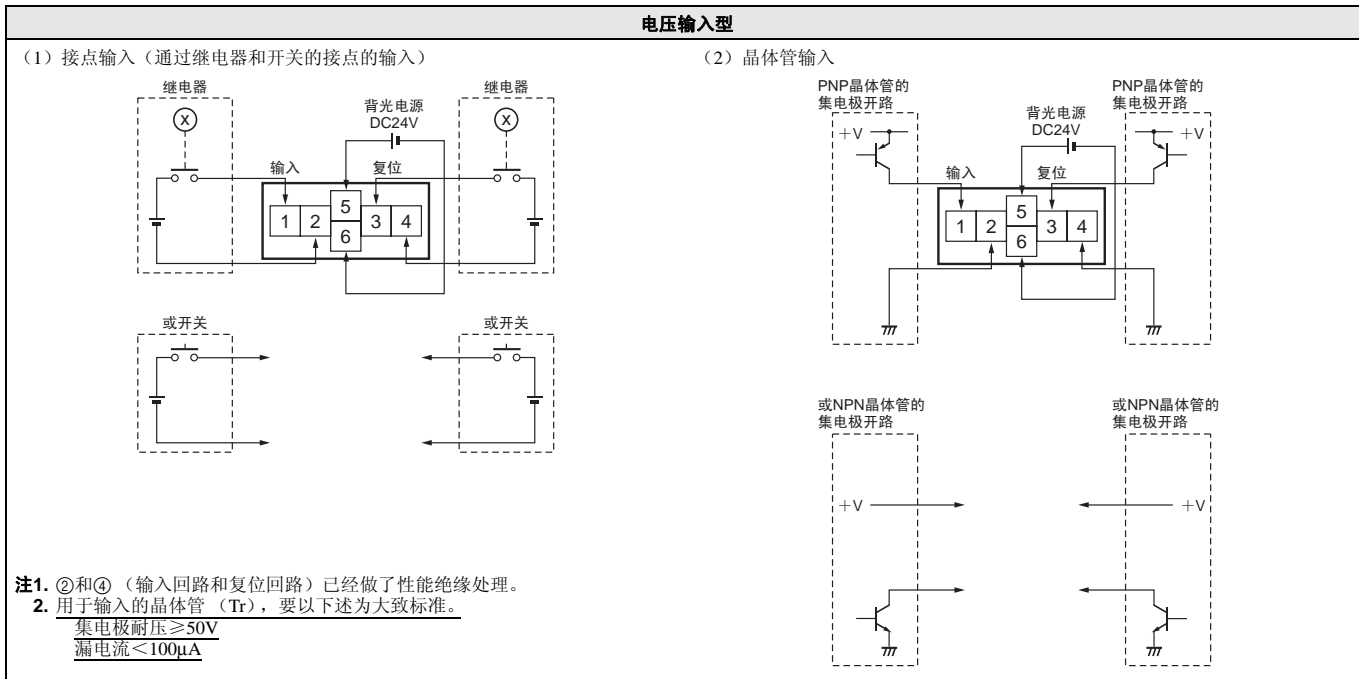 电压输入型
（1）接点输入（通过继电器和开关的接点的输入）
继电器
X
背光电源
DC24V
继电器
X
输入
复位
1 2 5 3 4
6
或开关
或开关
（2）晶体管输入
PNP晶体管的
集电极开路
＋V
背光电源
DC24V
PNP晶体管的
集电极开路
＋V
输入
复位
1 2 5 3 4
6
或NPN晶体管的
集电极开路
＋V
或NPN晶体管的
集电极开路
＋V
注1. ②和④ （输入回路和复位回路）已经做了性能绝缘处理。
2. 用于输入的晶体管 （Tr），要以下述为大致标准。
集电极耐压≥50V
漏电流＜100μA